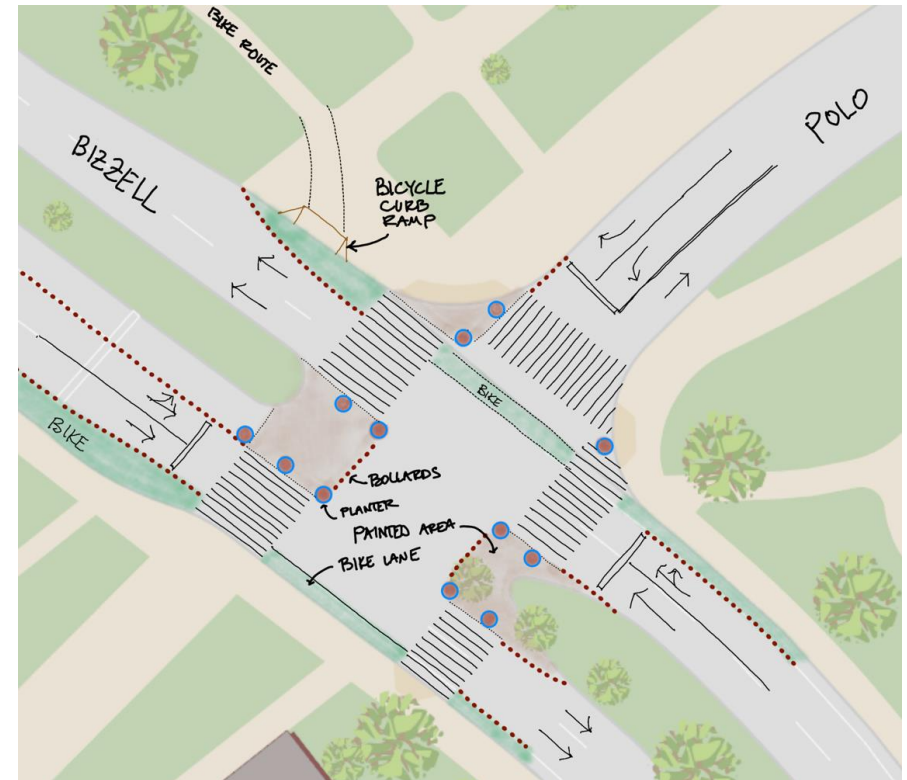 BIKE ROUTE
POLO
BIZZELL
BICYCLE
CURB
RAMP
BIKE
BIKE
BOLLARDS
PLANTER
PAINTED AREA
BIKE LANE